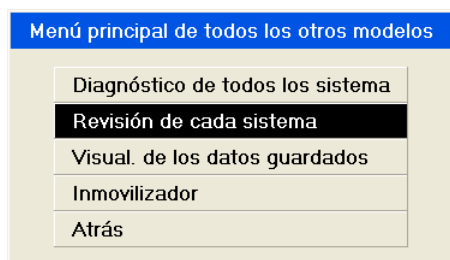 Menú principal de todos los otros modelos
Diagnóstico de todos los sistema
Revisión de cada sistema
Visual. de los datos guardados
Inmovilizador
Atrás